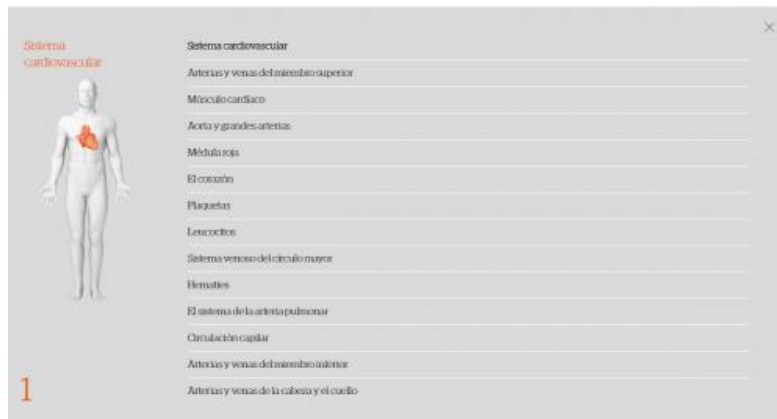 Sistema
cardiovascular
Sistema cardiovascular
Arterias y venas del miembro superior
Músculo cardíaco
Aorta y grandes arterias
Médula roja
El corazón
Plaquetas
Leucocitos
Sistema venoso del círculo mayor
Hematíes
El sistema de la arteria pulmonar
Circulación capilar
Arterias y venas del miembro inferior
Arterias y venas de la cabeza y el cuello
1